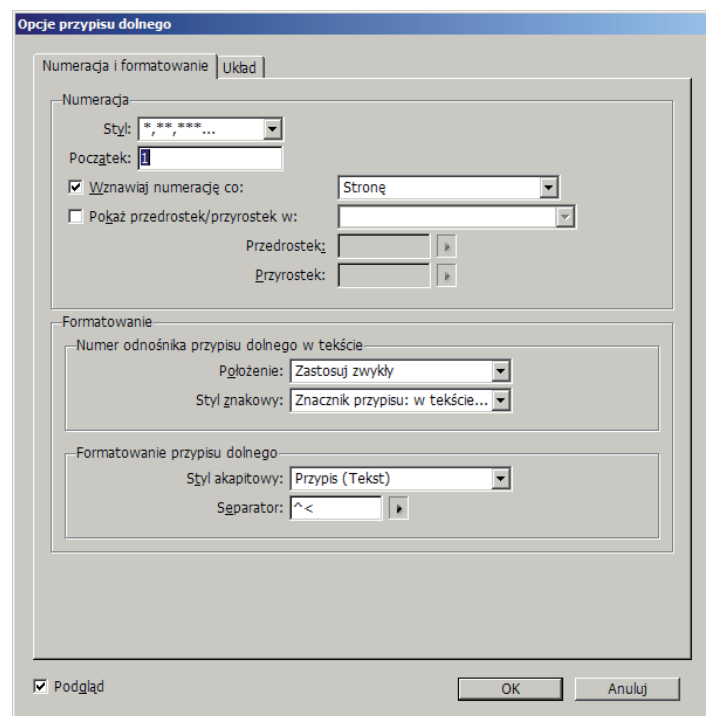 Opcje przypisu dolnego
Numeracja i formatowanie Układ
Numeracja
Styl: *,**,***...
Początek: 1
Wznawiaj numerację co: Stronę
Pokaż przedrostek/przyrostek w:
Przedrostek:
Przyrostek:
Formatowanie
Numer odnośnika przypisu dolnego w tekście
Położenie: Zastosuj zwykły
Styl znakowy: Znacznik przypisu: w tekście...
Formatowanie przypisu dolnego
Styl akapitowy: Przypis (Tekst)
Separator: ^<
Podgląd OK Anuluj